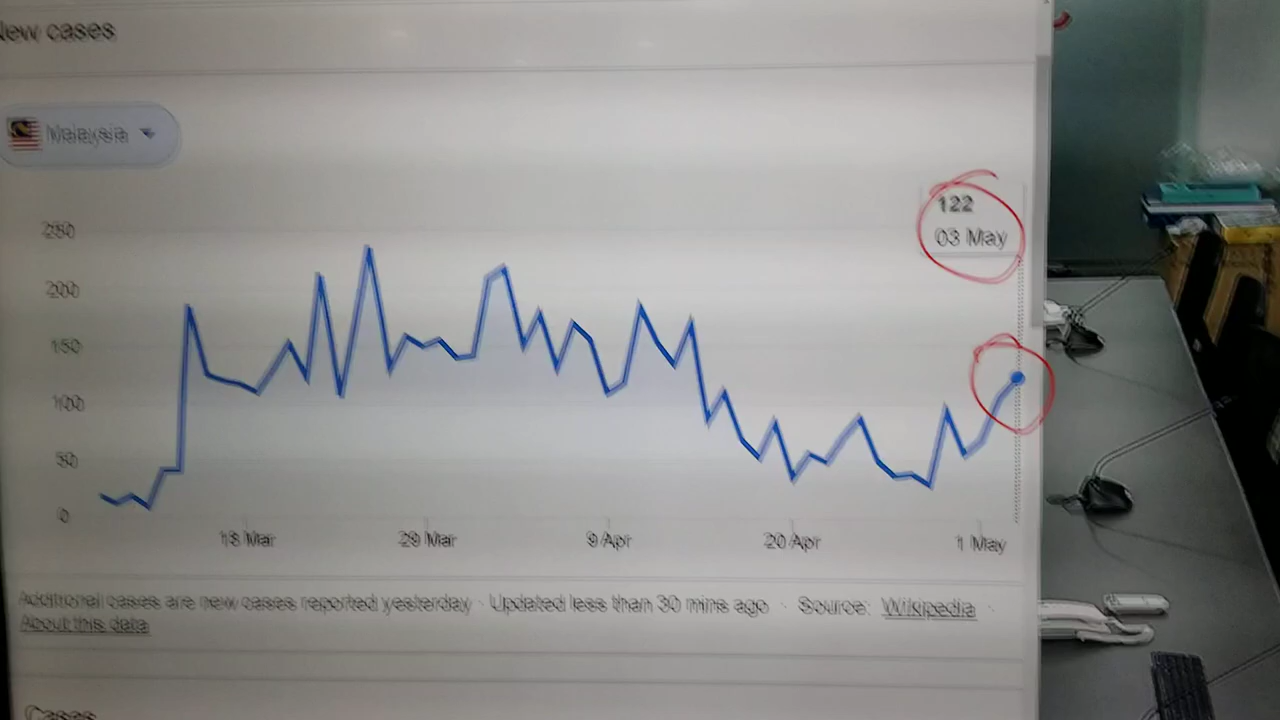 New cases
Malaysia
122
03 May
250
200
150
100
50
0
18 Mar
29 Mar
9 Apr
20 Apr
1 May
Additional cases are new cases reported yesterday · Updated less than 30 mins ago · Source: Wikipedia ·
About this data
Cases